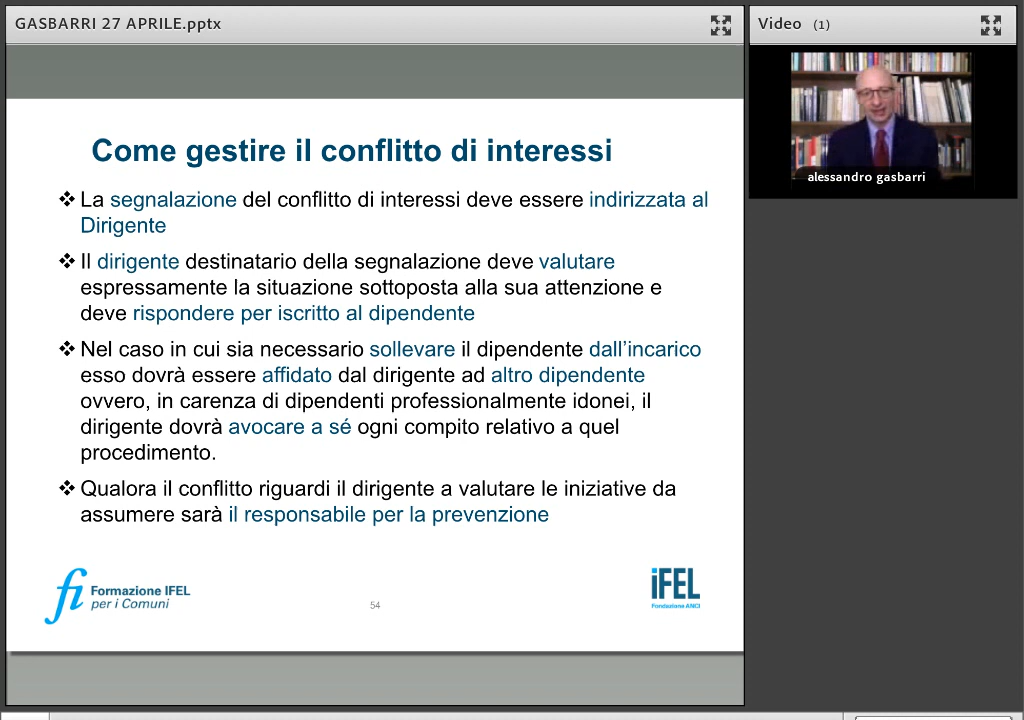 GASBARRI 27 APRILE.pptx
Video (1)
alessandro gasbarri
Come gestire il conflitto di interessi
❖ La segnalazione del conflitto di interessi deve essere indirizzata al
Dirigente
❖ Il dirigente destinatario della segnalazione deve valutare
espressamente la situazione sottoposta alla sua attenzione e
deve rispondere per iscritto al dipendente
❖ Nel caso in cui sia necessario sollevare il dipendente dall’incarico
esso dovrà essere affidato dal dirigente ad altro dipendente
ovvero, in carenza di dipendenti professionalmente idonei, il
dirigente dovrà avocare a sé ogni compito relativo a quel
procedimento.
❖ Qualora il conflitto riguardi il dirigente a valutare le iniziative da
assumere sarà il responsabile per la prevenzione
fi Formazione IFEL
per i Comuni
54
iFEL
Fondazione ANCI